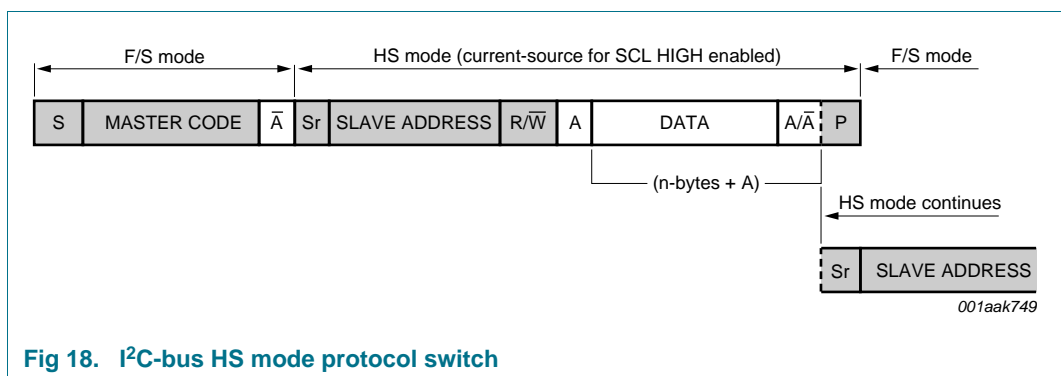 F/S mode HS mode (current-source for SCL HIGH enabled) F/S mode
S MASTER CODE A̅ Sr SLAVE ADDRESS R/W̅ A DATA A/A̅ P
(n-bytes + A)
HS mode continues
Sr SLAVE ADDRESS
001aak749
Fig 18. I²C-bus HS mode protocol switch